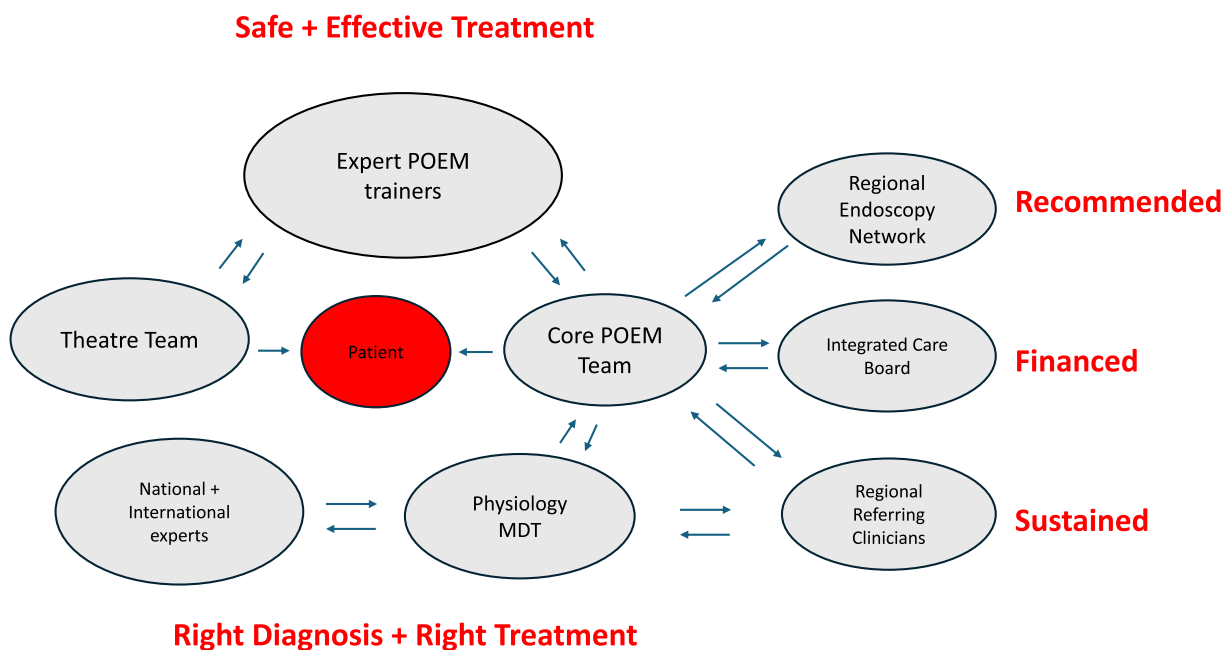 Safe + Effective Treatment
Expert POEM
trainers
Regional
Endoscopy
Network
Recommended
Theatre Team
Patient
Core POEM
Team
Integrated Care
Board
Financed
National +
International
experts
Physiology
MDT
Regional
Referring
Clinicians
Sustained
Right Diagnosis + Right Treatment